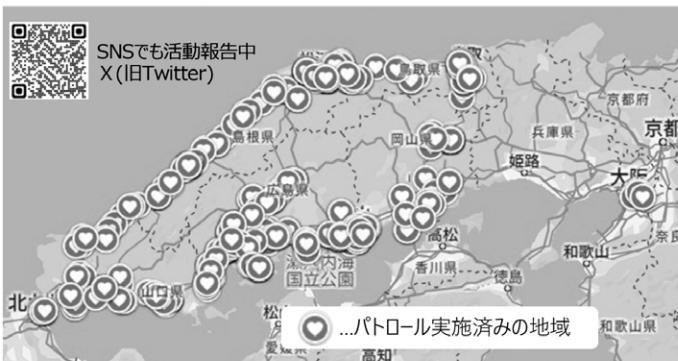 SNSでも活動報告中
X(旧Twitter)
鳥取県
京都府
島根県
岡山県
兵庫県
京都
姫路
大阪
広島県
奈良
高松
瀬戸内海
国立公園
香川県
和歌山
徳島
山口県
…パトロール実施済みの地域
和歌山県
愛媛県
高知